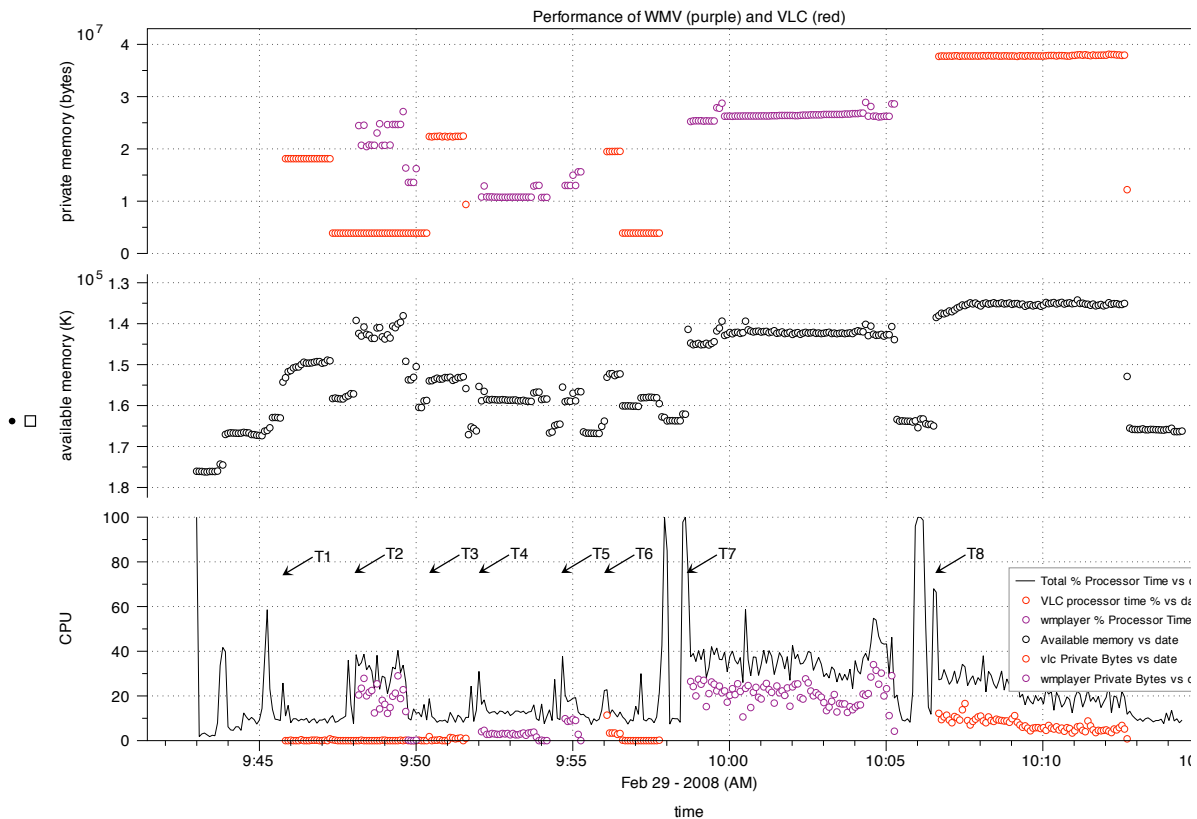 Performance of WMV (purple) and VLC (red)
10^7
4
3
2
1
0
private memory (bytes)
10^5
1.3
1.4
1.5
1.6
1.7
1.8
available memory (K)
100
80
60
40
20
0
CPU
T1
T2
T3
T4
T5
T6
T7
T8
Total % Processor Time vs d
VLC processor time % vs da
wmplayer % Processor Time
Available memory vs date
vlc Private Bytes vs date
wmplayer Private Bytes vs d
9:45
9:50
9:55
10:00
10:05
10:10
Feb 29 - 2008 (AM)
time